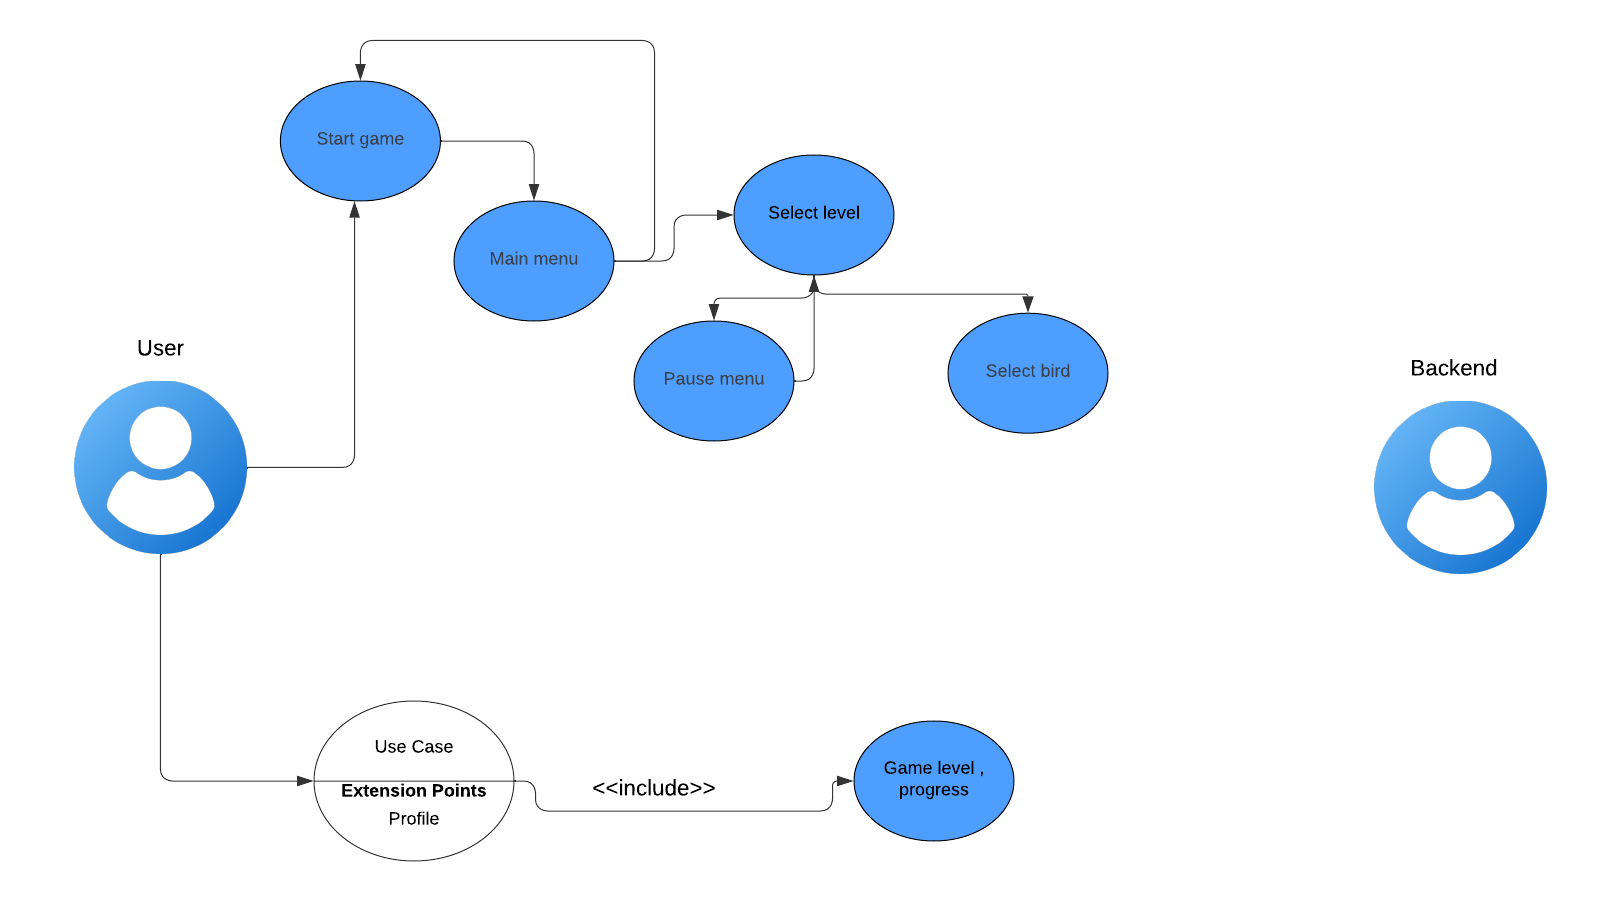 Start game
Main menu
Select level
Pause menu
Select bird
User
Backend
Use Case
Extension Points
Profile
<<include>>
Game level ,
progress